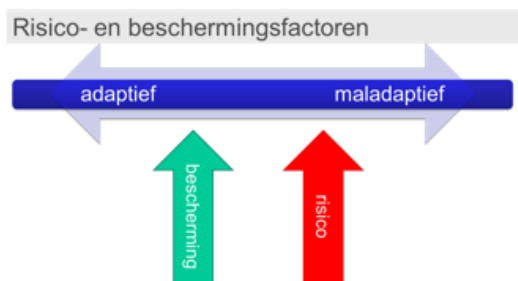 Risico- en beschermingsfactoren
adaptief maladaptief
bescherming
risico